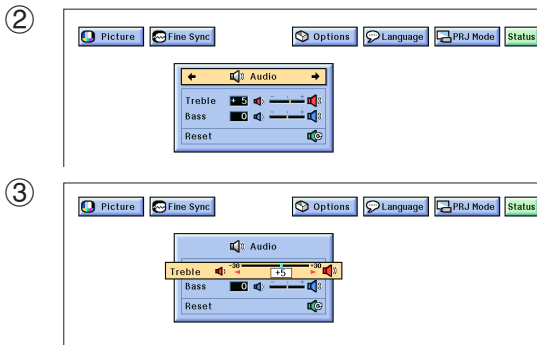 ②
Picture Fine Sync Options Language PRJ Mode Status
Audio
Treble + 5 - +
Bass 0 - +
Reset
③
Picture Fine Sync Options Language PRJ Mode Status
Audio
-30 +30
Treble +5
Bass 0 - +
Reset